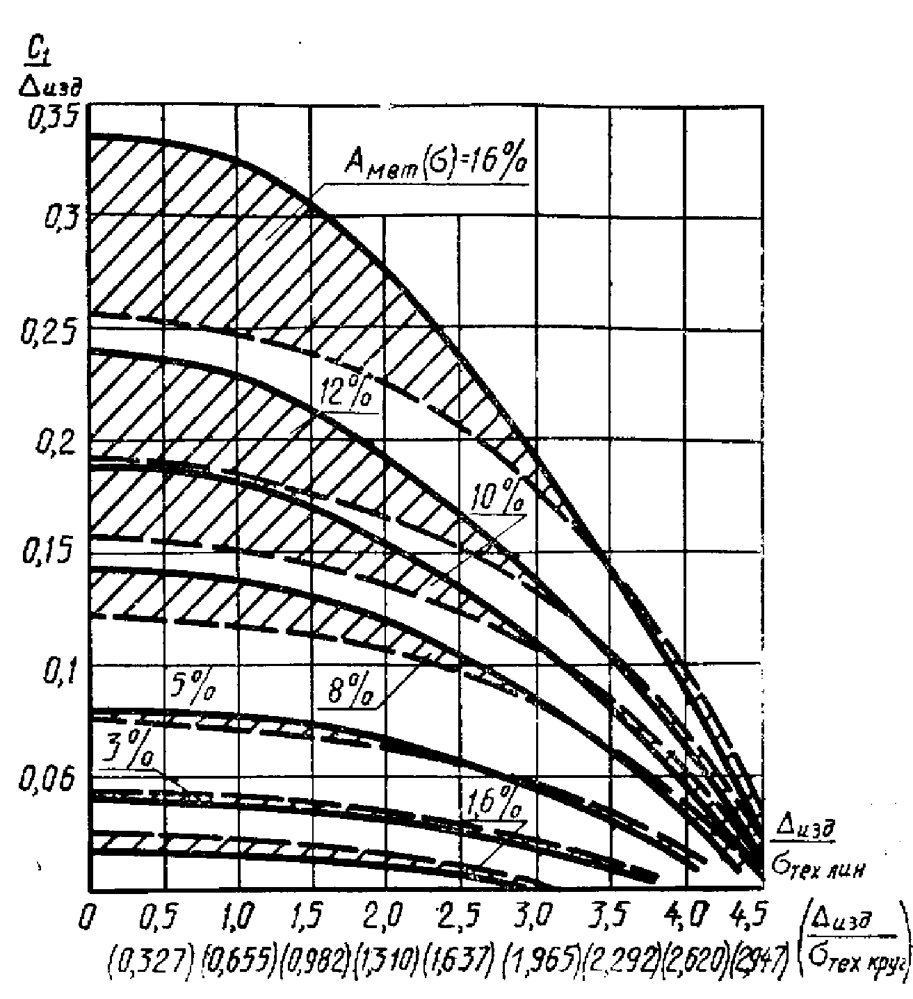 C₁
Δизд
0,35
Aмет(σ)=16%
0,3
0,25
12%
0,2
10%
0,15
0,1
5%
8%
3%
0,06
1,6%
Δизд
σтех лин
0 0,5 1,0 1,5 2,0 2,5 3,0 3,5 4,0 4,5
(0,327) (0,655) (0,982) (1,310) (1,637) (1,965) (2,292) (2,620) (2,947)
(Δизд
σтех круг)